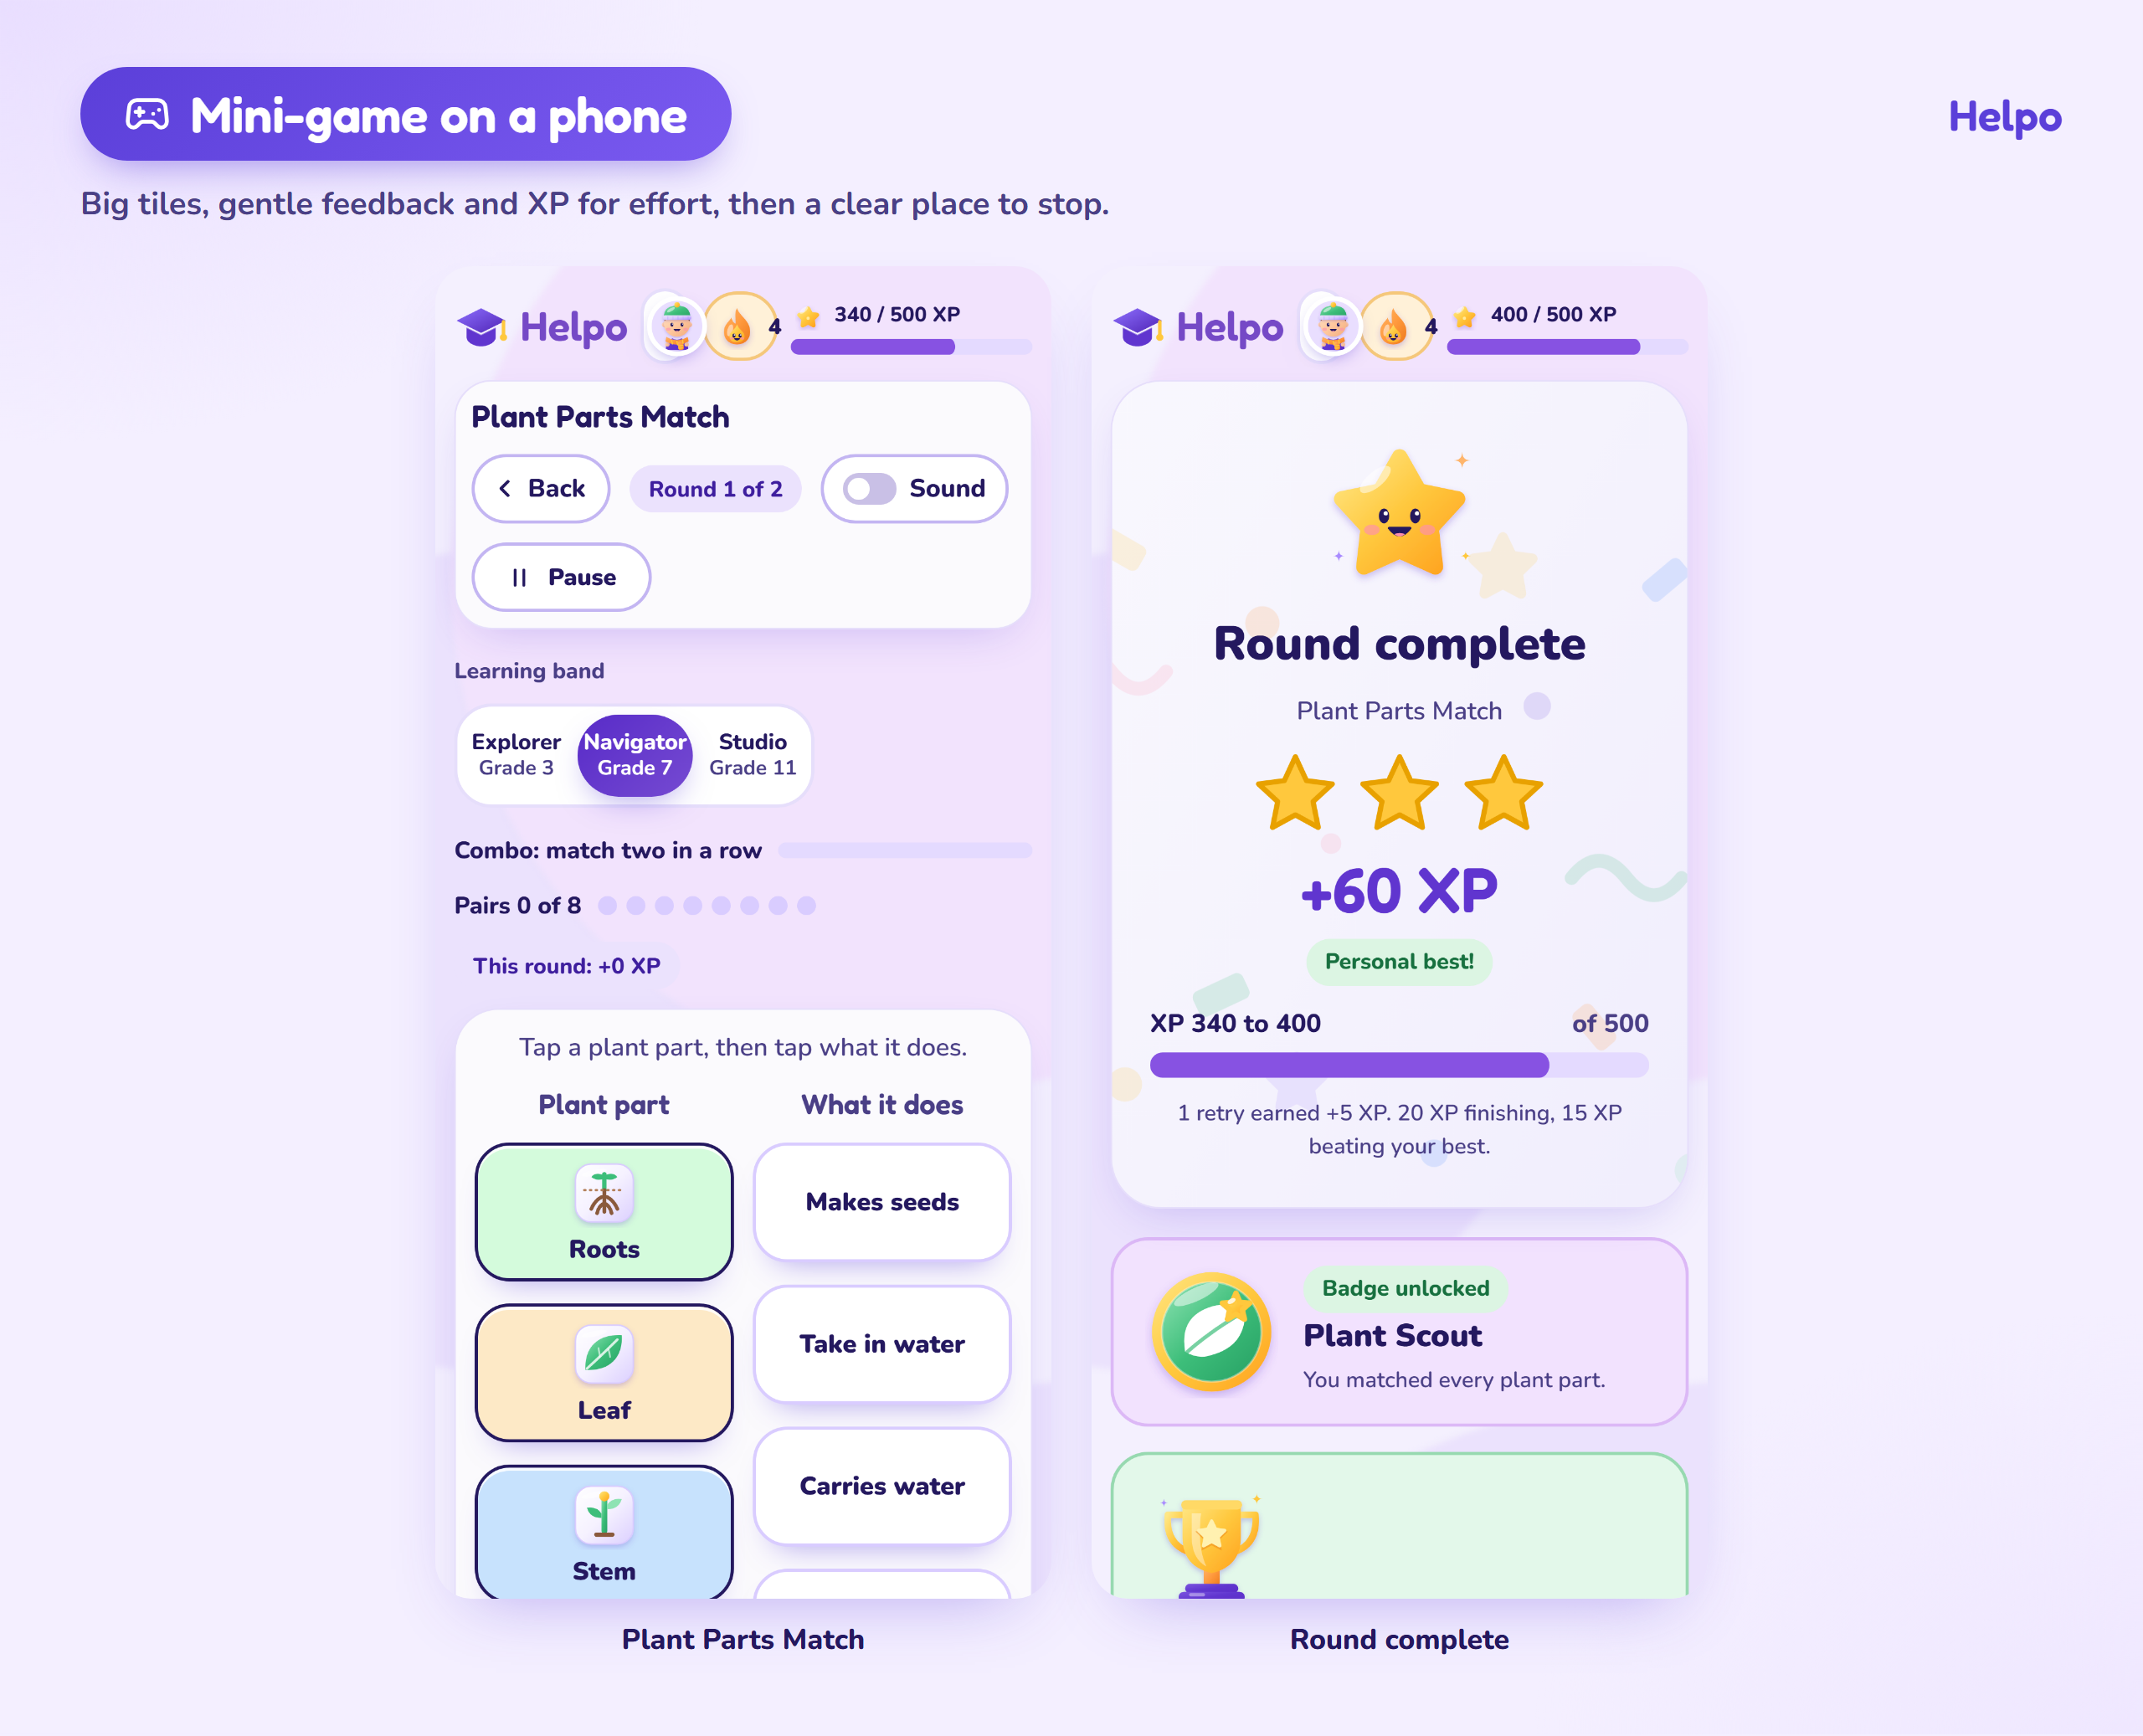 Mini-game on a phone
Helpo
Big tiles, gentle feedback and XP for effort, then a clear place to stop.
Helpo
4
340 / 500 XP
Plant Parts Match
Back
Round 1 of 2
Sound
Pause
Learning band
Explorer
Grade 3
Navigator
Grade 7
Studio
Grade 11
Combo: match two in a row
Pairs 0 of 8
This round: +0 XP
Tap a plant part, then tap what it does.
Plant part
What it does
Roots
Makes seeds
Leaf
Take in water
Stem
Carries water
Plant Parts Match
Helpo
4
400 / 500 XP
Round complete
Plant Parts Match
+60 XP
Personal best!
XP 340 to 400
of 500
1 retry earned +5 XP. 20 XP finishing, 15 XP
beating your best.
Badge unlocked
Plant Scout
You matched every plant part.
Round complete